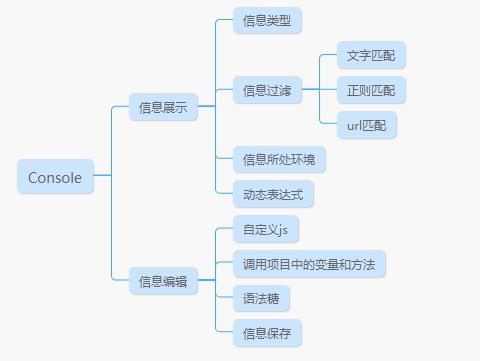 Console
信息展示
信息类型
信息过滤
文字匹配
正则匹配
url匹配
信息所处环境
动态表达式
信息编辑
自定义js
调用项目中的变量和方法
语法糖
信息保存